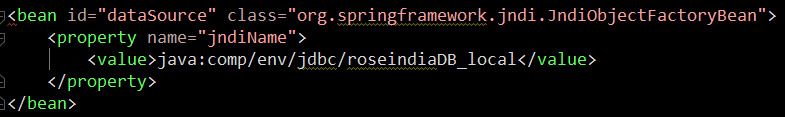 <bean id="dataSource" class="org.springframework.jndi.JndiObjectFactoryBean">
    <property name="jndiName">
        <value>java:comp/env/jdbc/roseindiaDB_local</value>
    </property>
</bean>